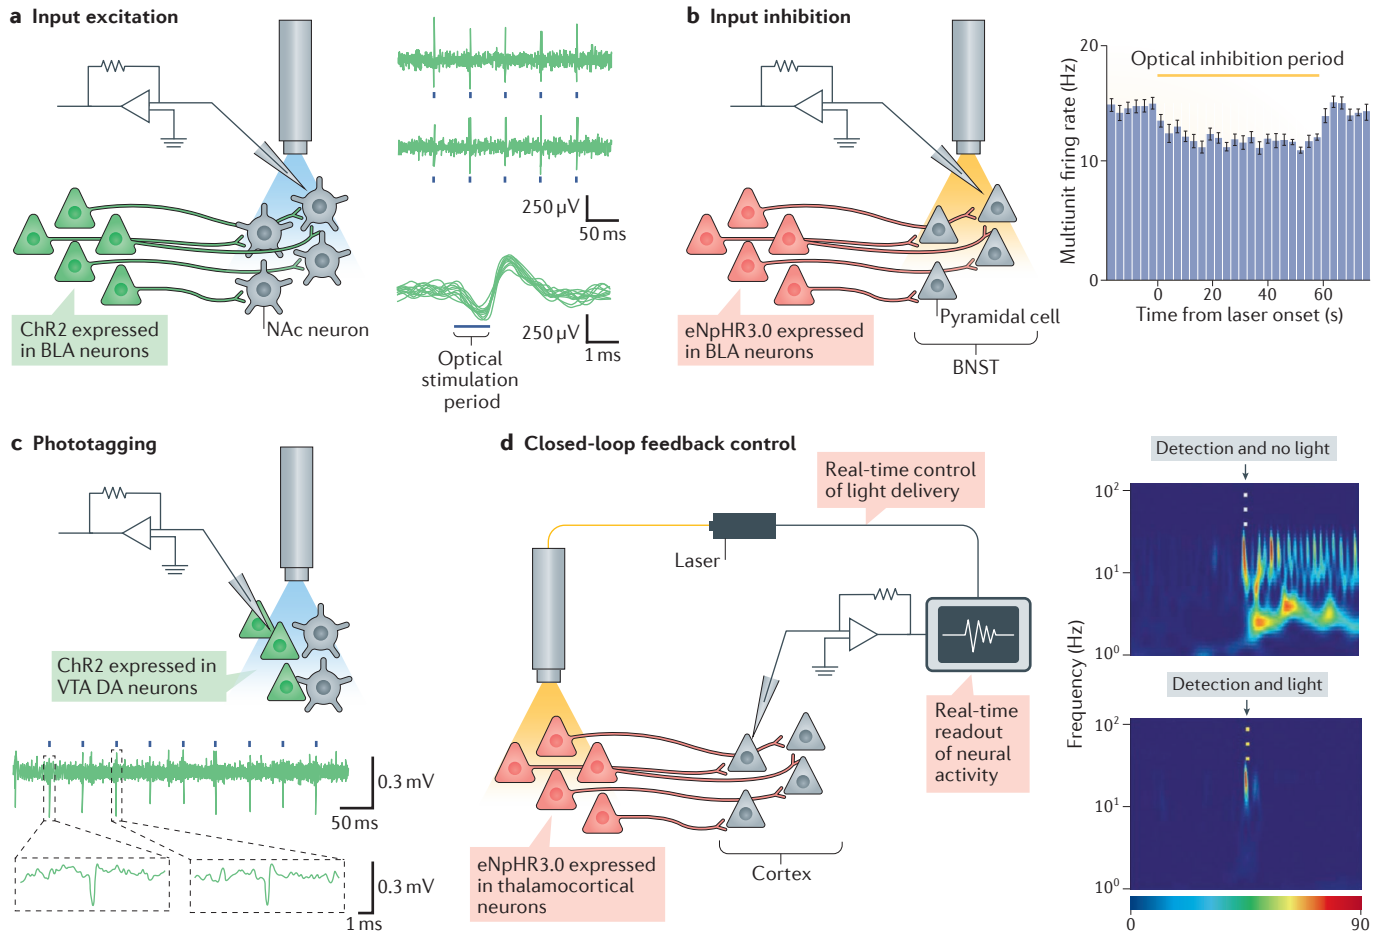 a Input excitation
250 µV
50 ms
ChR2 expressed
in BLA neurons
NAc neuron
250 µV
1 ms
Optical
stimulation
period
b Input inhibition
eNpHR3.0 expressed
in BLA neurons
Pyramidal cell
BNST
Multiunit firing rate (Hz)
20
10
0
Optical inhibition period
0 20 40 60
Time from laser onset (s)
c Phototagging
ChR2 expressed in
VTA DA neurons
0.3 mV
50 ms
0.3 mV
1 ms
d Closed-loop feedback control
Real-time control
of light delivery
Laser
Real-time
readout
of neural
activity
eNpHR3.0 expressed
in thalamocortical
neurons
Cortex
Frequency (Hz)
Detection and no light
10²
10¹
10⁰
Detection and light
10²
10¹
10⁰
0 90